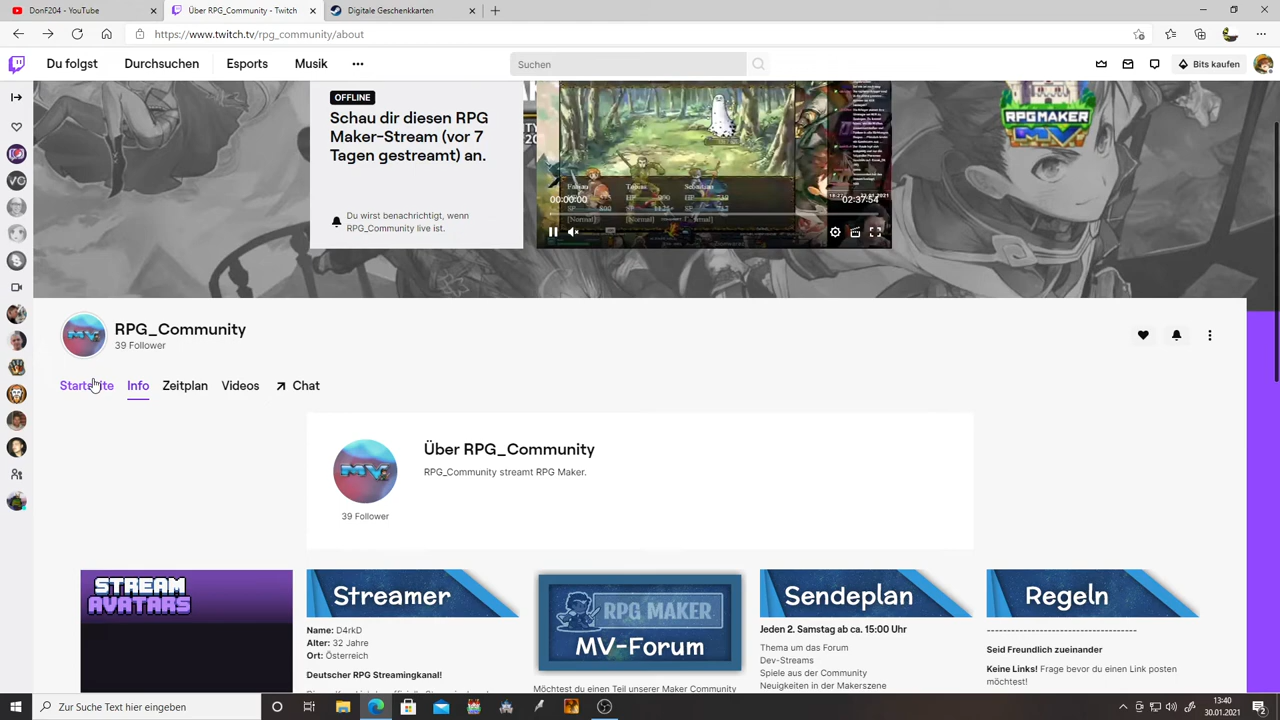 DonF204 - YouTube
Über RPG_Community - Twitch
Digitale Geschenkkarten
https://www.twitch.tv/rpg_community/about
Du folgst
Durchsuchen
Esports
Musik
Suchen
Bits kaufen
OFFLINE
Schau dir diesen RPG
Maker-Stream (vor 7
Tagen gestreamt) an.
Du wirst benachrichtigt, wenn
RPG_Community live ist.
00:00:00
02:37:54
RPG MAKER
MV
RPG_Community
39 Follower
Startseite
Info
Zeitplan
Videos
Chat
MV
Über RPG_Community
RPG_Community streamt RPG Maker.
39 Follower
STREAM
AVATARS
Streamer
Name: D4rkD
Alter: 32 Jahre
Ort: Österreich
Deutscher RPG Streamingkanal!
RPG MAKER
MV-Forum
Möchtest du einen Teil unserer Maker Community
Sendeplan
Jeden 2. Samstag ab ca. 15:00 Uhr
Thema um das Forum
Dev-Streams
Spiele aus der Community
Neuigkeiten in der Makerszene
Regeln
-------------------------------------
Seid Freundlich zueinander
Keine Links! Frage bevor du einen Link posten
möchtest!
Zur Suche Text hier eingeben
13:40
30.01.2021